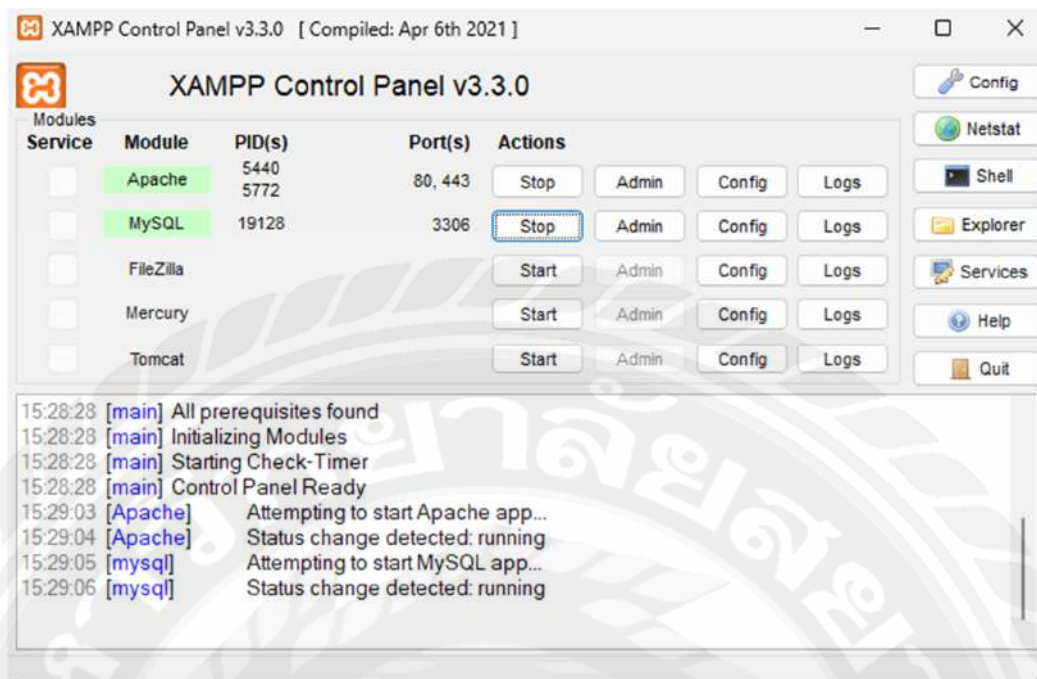 XAMPP Control Panel v3.3.0 [ Compiled: Apr 6th 2021 ]
XAMPP Control Panel v3.3.0
Config
Modules
Service Module PID(s) Port(s) Actions
Netstat
Apache 5440 5772 80, 443 Stop Admin Config Logs
Shell
MySQL 19128 3306 Stop Admin Config Logs
Explorer
FileZilla Start Admin Config Logs
Services
Mercury Start Admin Config Logs
Help
Tomcat Start Admin Config Logs
Quit
15:28:28 [main] All prerequisites found
15:28:28 [main] Initializing Modules
15:28:28 [main] Starting Check-Timer
15:28:28 [main] Control Panel Ready
15:29:03 [Apache] Attempting to start Apache app...
15:29:04 [Apache] Status change detected: running
15:29:05 [mysql] Attempting to start MySQL app...
15:29:06 [mysql] Status change detected: running